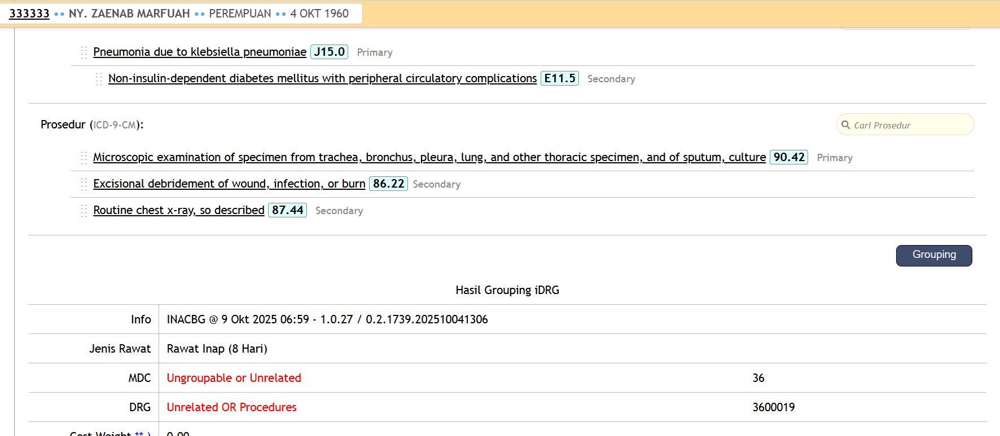 333333 •• NY. ZAENAB MARFUAH •• PEREMPUAN •• 4 OKT 1960
Pneumonia due to klebsiella pneumoniae J15.0 Primary
Non-insulin-dependent diabetes mellitus with peripheral circulatory complications E11.5 Secondary
Prosedur (ICD-9-CM): Cari Prosedur
Microscopic examination of specimen from trachea, bronchus, pleura, lung, and other thoracic specimen, and of sputum, culture 90.42 Primary
Excisional debridement of wound, infection, or burn 86.22 Secondary
Routine chest x-ray, so described 87.44 Secondary
Grouping
Hasil Grouping iDRG
Info INACBG @ 9 Okt 2025 06:59 - 1.0.27 / 0.2.1739.202510041306
Jenis Rawat Rawat Inap (8 Hari)
MDC Ungroupable or Unrelated 36
DRG Unrelated OR Procedures 3600019
Cost Weight **) 0.00